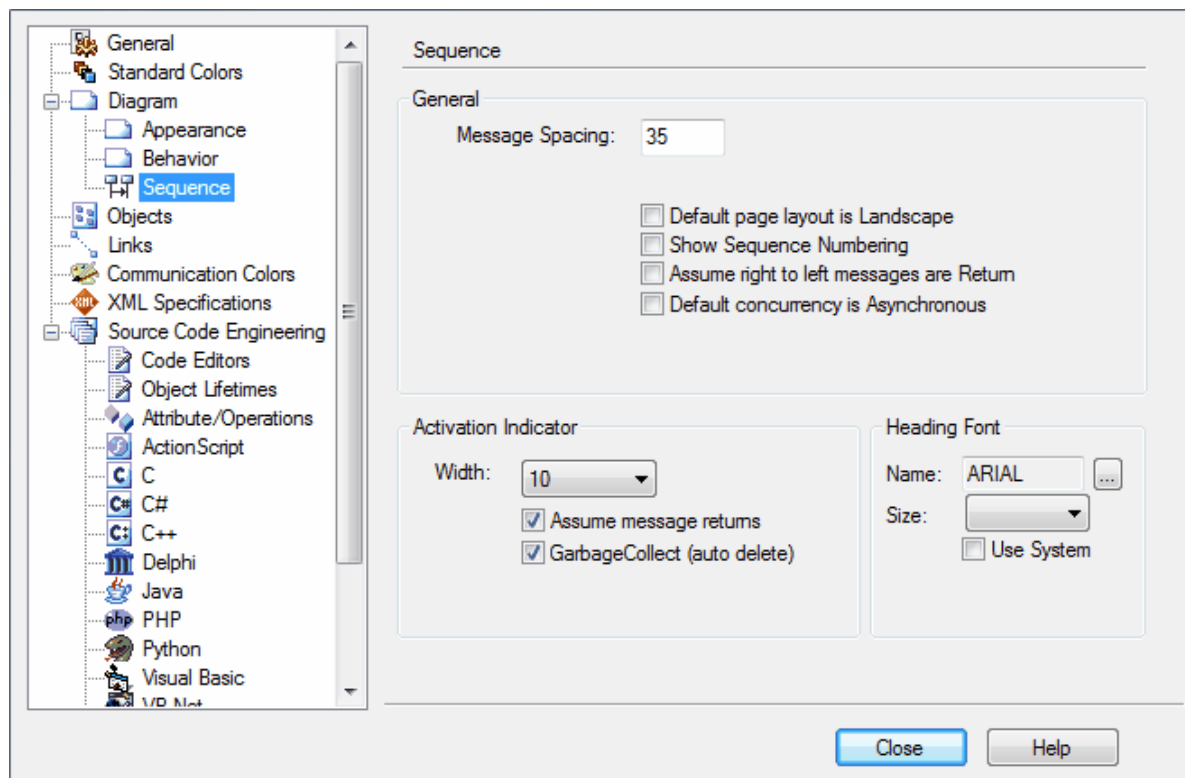 General
Standard Colors
Diagram
Appearance
Behavior
Sequence
Objects
Links
Communication Colors
XML Specifications
Source Code Engineering
Code Editors
Object Lifetimes
Attribute/Operations
ActionScript
C
C#
C++
Delphi
Java
php PHP
Python
Visual Basic
VB.Net
Sequence
General
Message Spacing: 35
Default page layout is Landscape
Show Sequence Numbering
Assume right to left messages are Return
Default concurrency is Asynchronous
Activation Indicator
Width: 10
Assume message returns
GarbageCollect (auto delete)
Heading Font
Name: ARIAL ...
Size:
Use System
Close Help